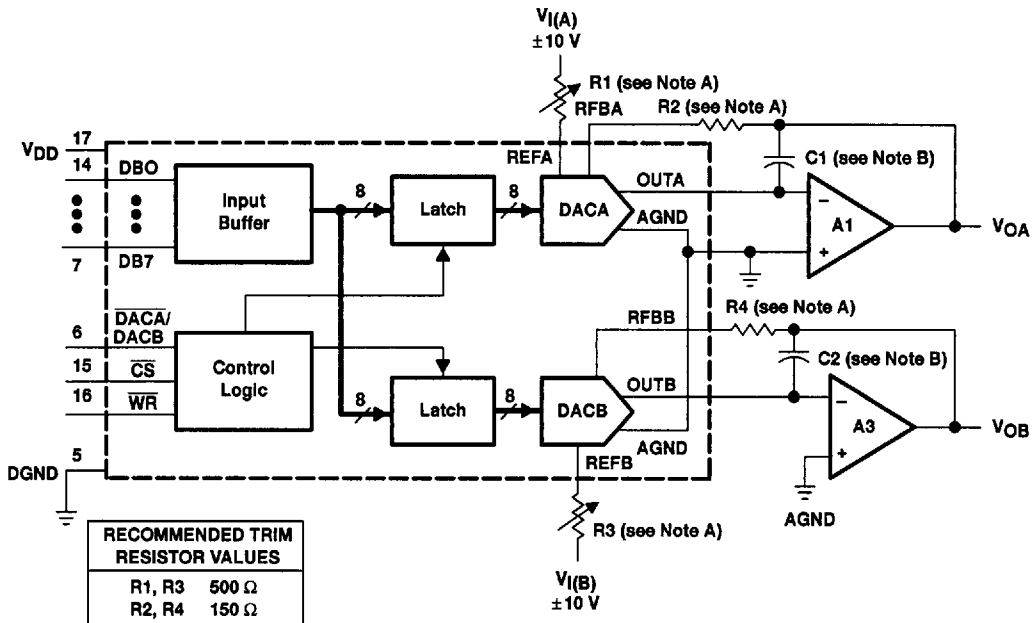 VI(A)
±10 V
R1 (see Note A)
RFBA
R2 (see Note A)
VDD
17
REFA
C1 (see Note B)
14
DBO
OUTA
8
8
Input
Buffer
Latch
DACA
AGND
−
A1
+
VOA
7
DB7
R4 (see Note A)
6
DACA/
DACB
RFBB
15
CS
Control
Logic
C2 (see Note B)
16
WR
8
8
OUTB
Latch
DACB
−
A3
+
VOB
AGND
5
DGND
REFB
AGND
R3 (see Note A)
VI(B)
±10 V
RECOMMENDED TRIM
RESISTOR VALUES
R1, R3 500 Ω
R2, R4 150 Ω